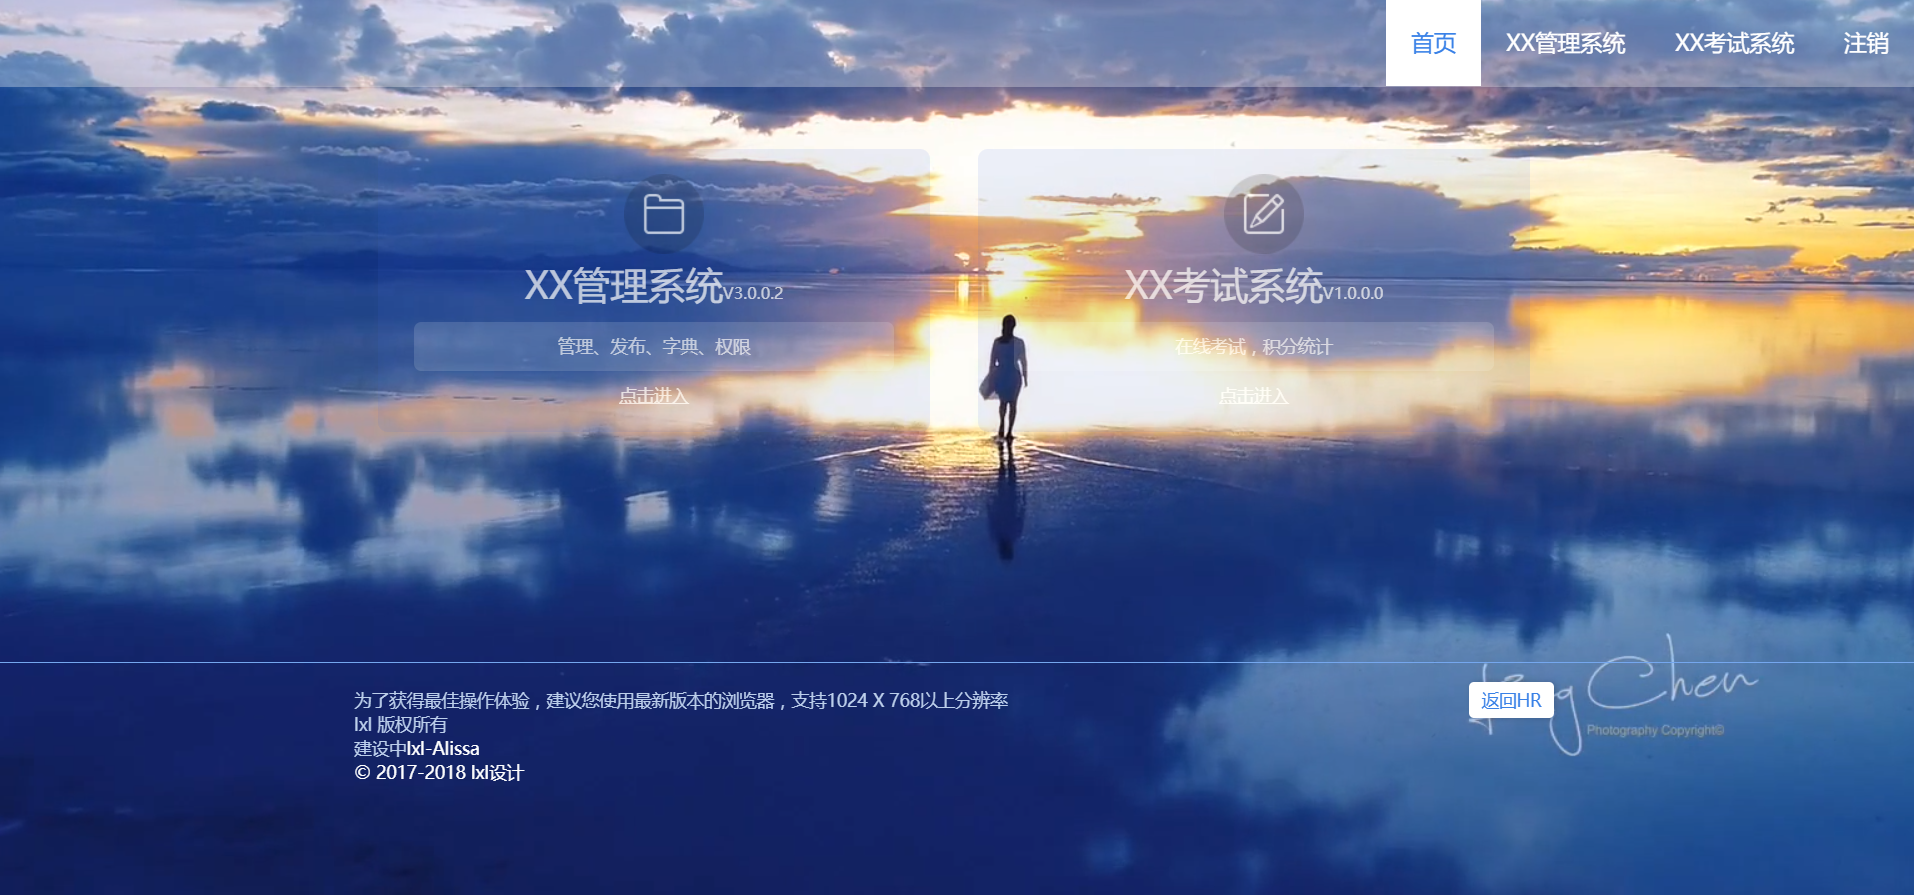 首页
XX管理系统
XX考试系统
注销
XX管理系统V3.0.0.2
管理、发布、字典、权限
点击进入
XX考试系统V1.0.0.0
在线考试，积分统计
点击进入
为了获得最佳操作体验，建议您使用最新版本的浏览器，支持1024 X 768以上分辨率
lxl 版权所有
建设中lxl-Alissa
© 2017-2018 lxl设计
返回HR
Chen
Photography Copyright©